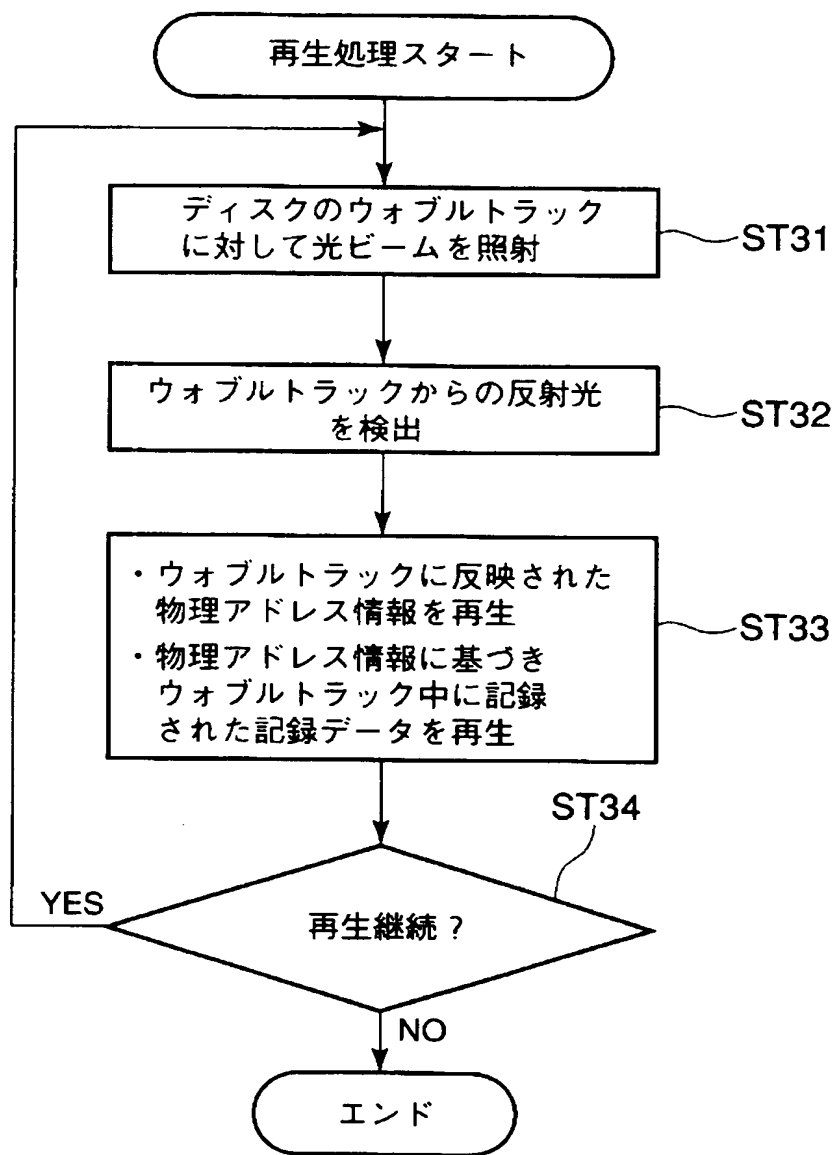 再生処理スタート
ディスクのウォブルトラック
に対して光ビームを照射
ST31
ウォブルトラックからの反射光
を検出
ST32
・ウォブルトラックに反映された
物理アドレス情報を再生
・物理アドレス情報に基づき
ウォブルトラック中に記録
された記録データを再生
ST33
ST34
YES
再生継続？
NO
エンド